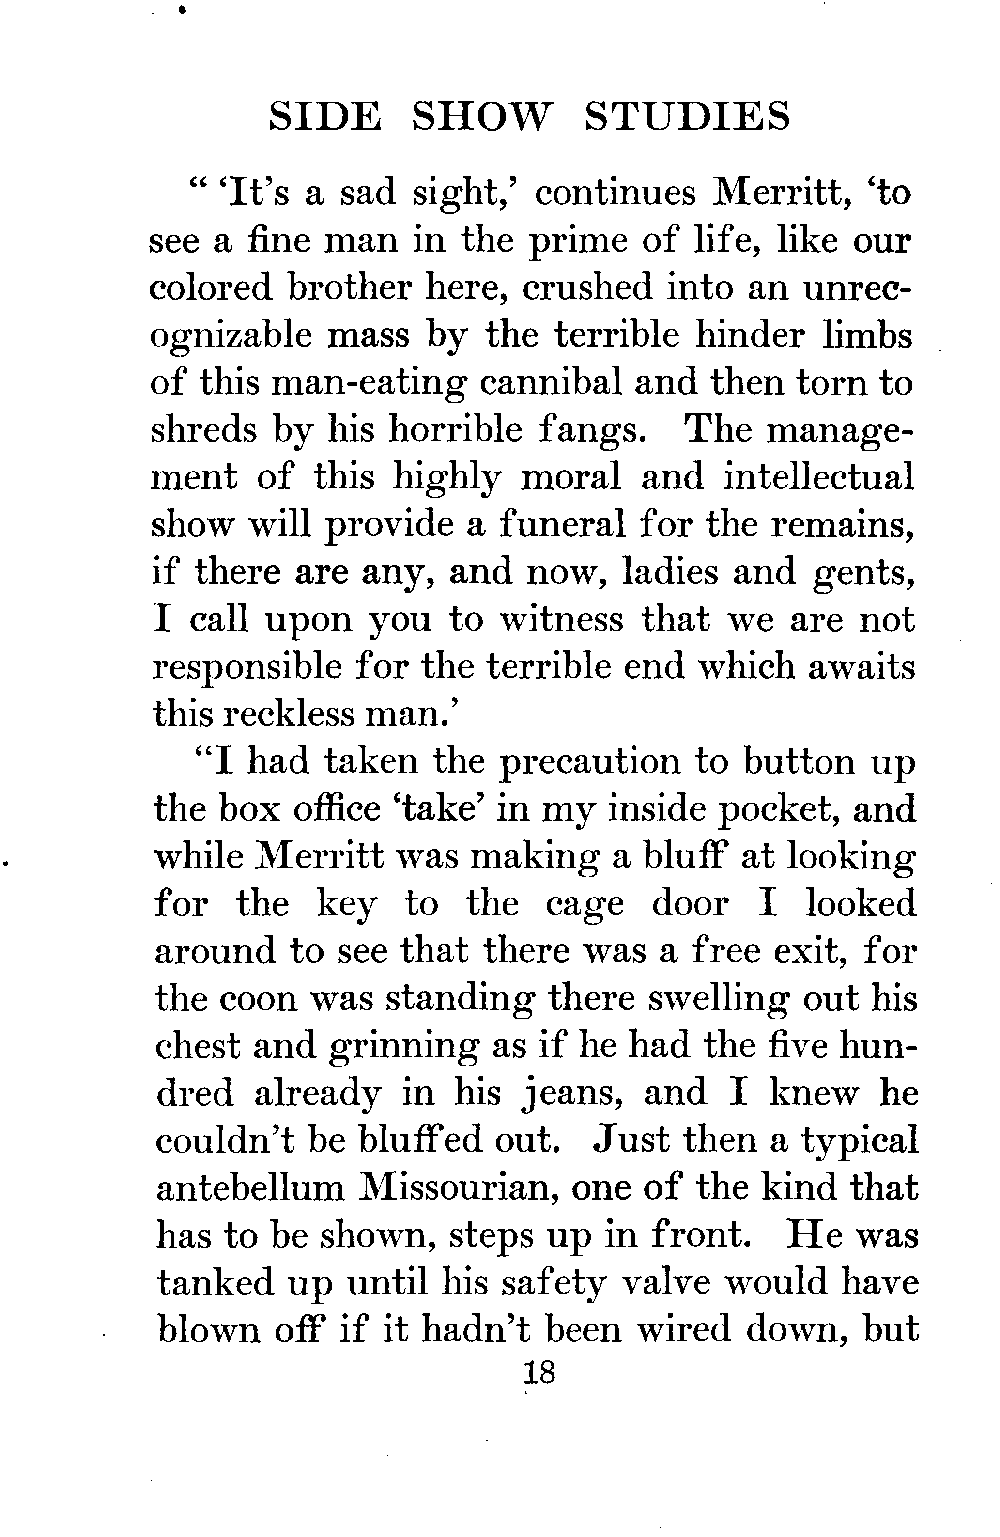 SIDE SHOW STUDIES
“ ‘It’s a sad sight,’ continues Merritt, ‘to
see a fine man in the prime of life, like our
colored brother here, crushed into an unrec-
ognizable mass by the terrible hinder limbs
of this man-eating cannibal and then torn to
shreds by his horrible fangs. The manage-
ment of this highly moral and intellectual
show will provide a funeral for the remains,
if there are any, and now, ladies and gents,
I call upon you to witness that we are not
responsible for the terrible end which awaits
this reckless man.’
“I had taken the precaution to button up
the box office ‘take’ in my inside pocket, and
while Merritt was making a bluff at looking
for the key to the cage door I looked
around to see that there was a free exit, for
the coon was standing there swelling out his
chest and grinning as if he had the five hun-
dred already in his jeans, and I knew he
couldn’t be bluffed out. Just then a typical
antebellum Missourian, one of the kind that
has to be shown, steps up in front. He was
tanked up until his safety valve would have
blown off if it hadn’t been wired down, but
18